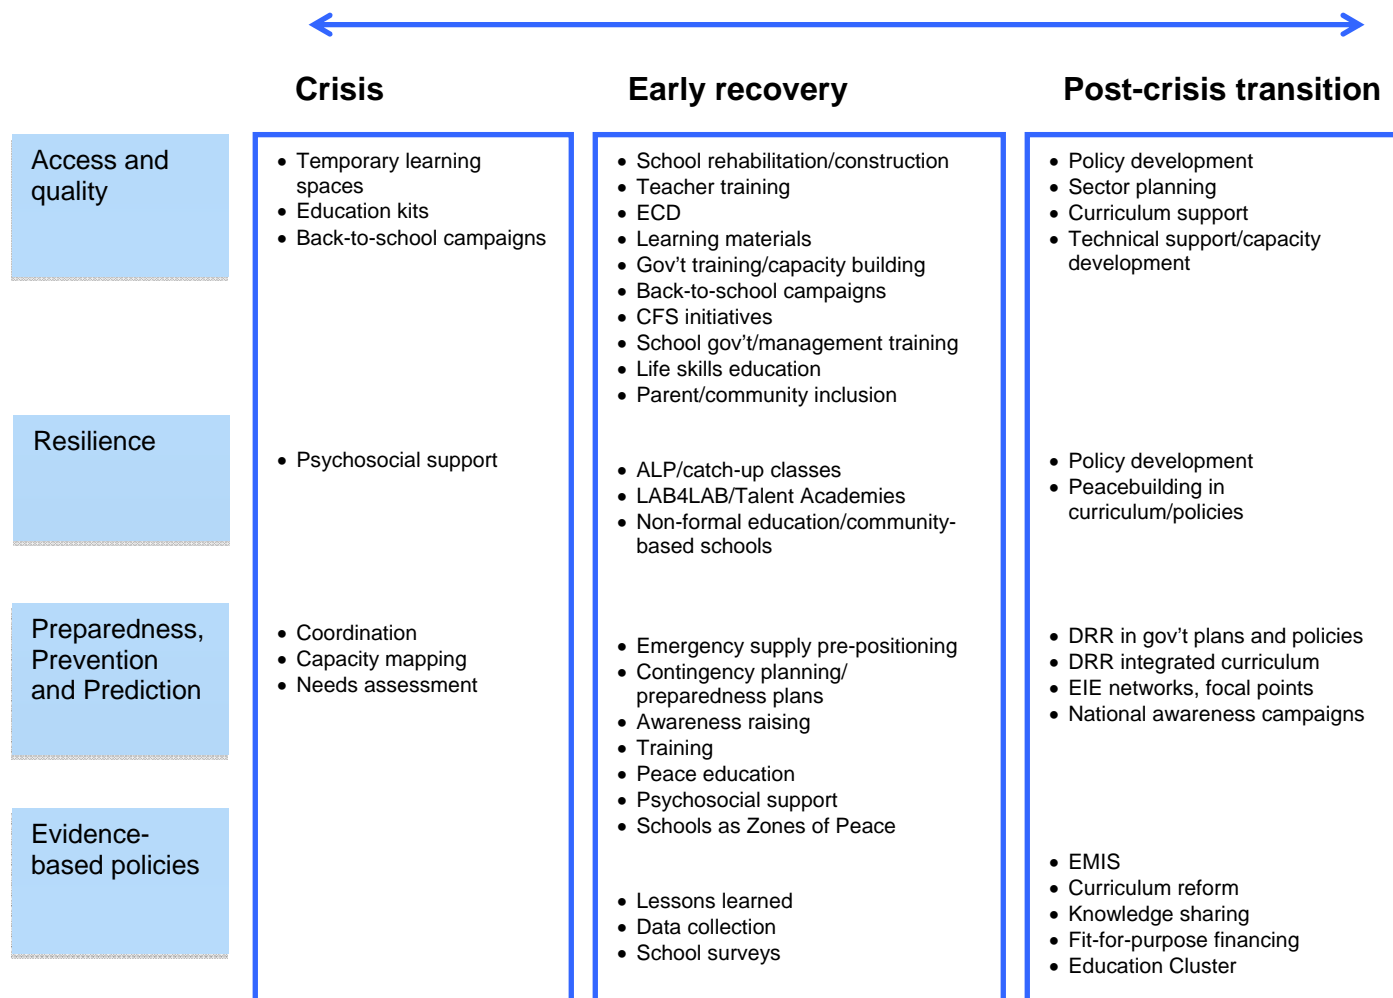 Crisis
Early recovery
Post-crisis transition
Access and
quality
• Temporary learning
spaces
• Education kits
• Back-to-school campaigns
• School rehabilitation/construction
• Teacher training
• ECD
• Learning materials
• Gov't training/capacity building
• Back-to-school campaigns
• CFS initiatives
• School gov't/management training
• Life skills education
• Parent/community inclusion
• Policy development
• Sector planning
• Curriculum support
• Technical support/capacity
development
Resilience
• Psychosocial support
• ALP/catch-up classes
• LAB4LAB/Talent Academies
• Non-formal education/community-
based schools
• Policy development
• Peacebuilding in
curriculum/policies
Preparedness,
Prevention
and Prediction
• Coordination
• Capacity mapping
• Needs assessment
• Emergency supply pre-positioning
• Contingency planning/
preparedness plans
• Awareness raising
• Training
• Peace education
• Psychosocial support
• Schools as Zones of Peace
• DRR in gov't plans and policies
• DRR integrated curriculum
• EIE networks, focal points
• National awareness campaigns
Evidence-
based policies
• Lessons learned
• Data collection
• School surveys
• EMIS
• Curriculum reform
• Knowledge sharing
• Fit-for-purpose financing
• Education Cluster